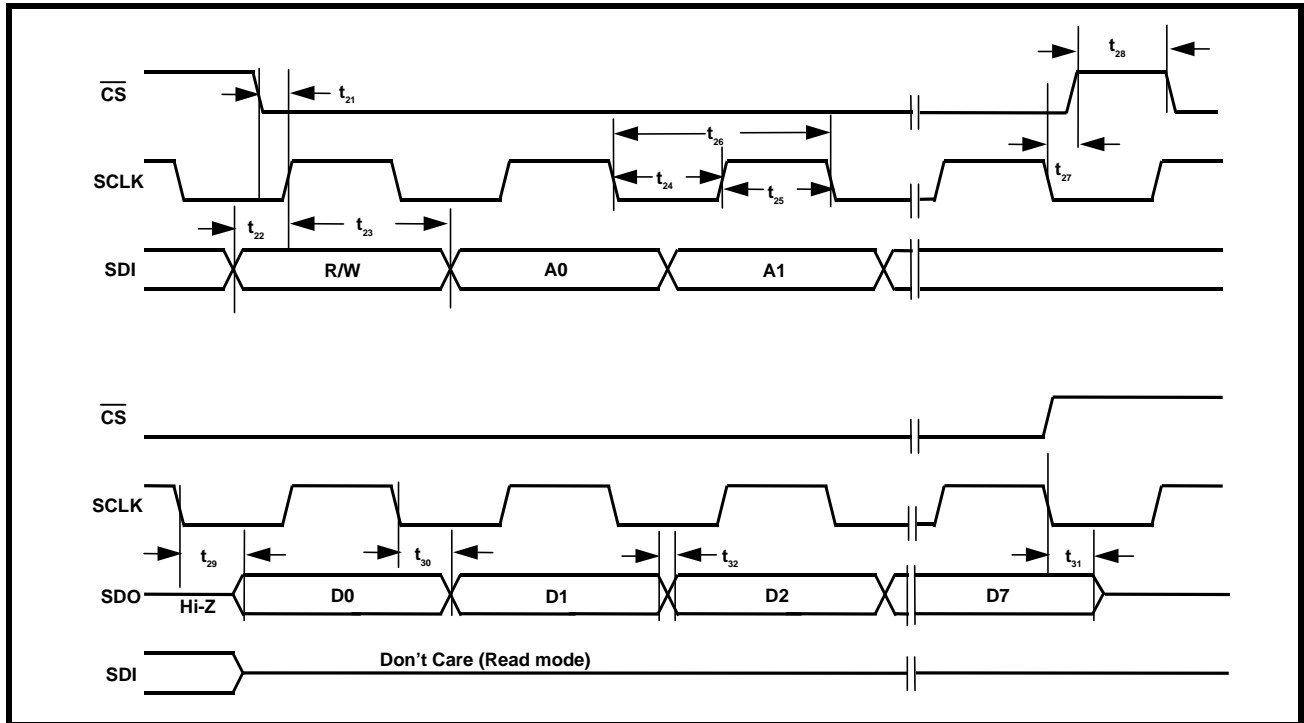 t28
CS
t21
t26
SCLK
t24
t25
t27
t22
t23
SDI
R/W
A0
A1
CS
SCLK
t29
t30
t32
t31
SDO
Hi-Z
D0
D1
D2
D7
SDI
Don't Care (Read mode)